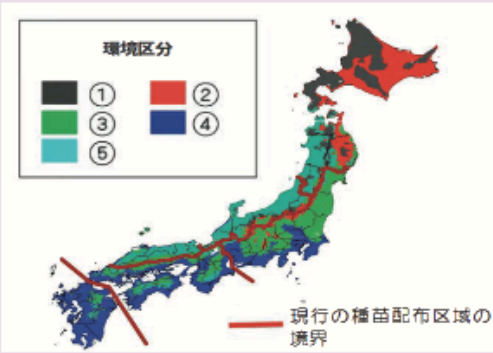 環境区分
① ②
③ ④
⑤
現行の種苗配布区域の
境界